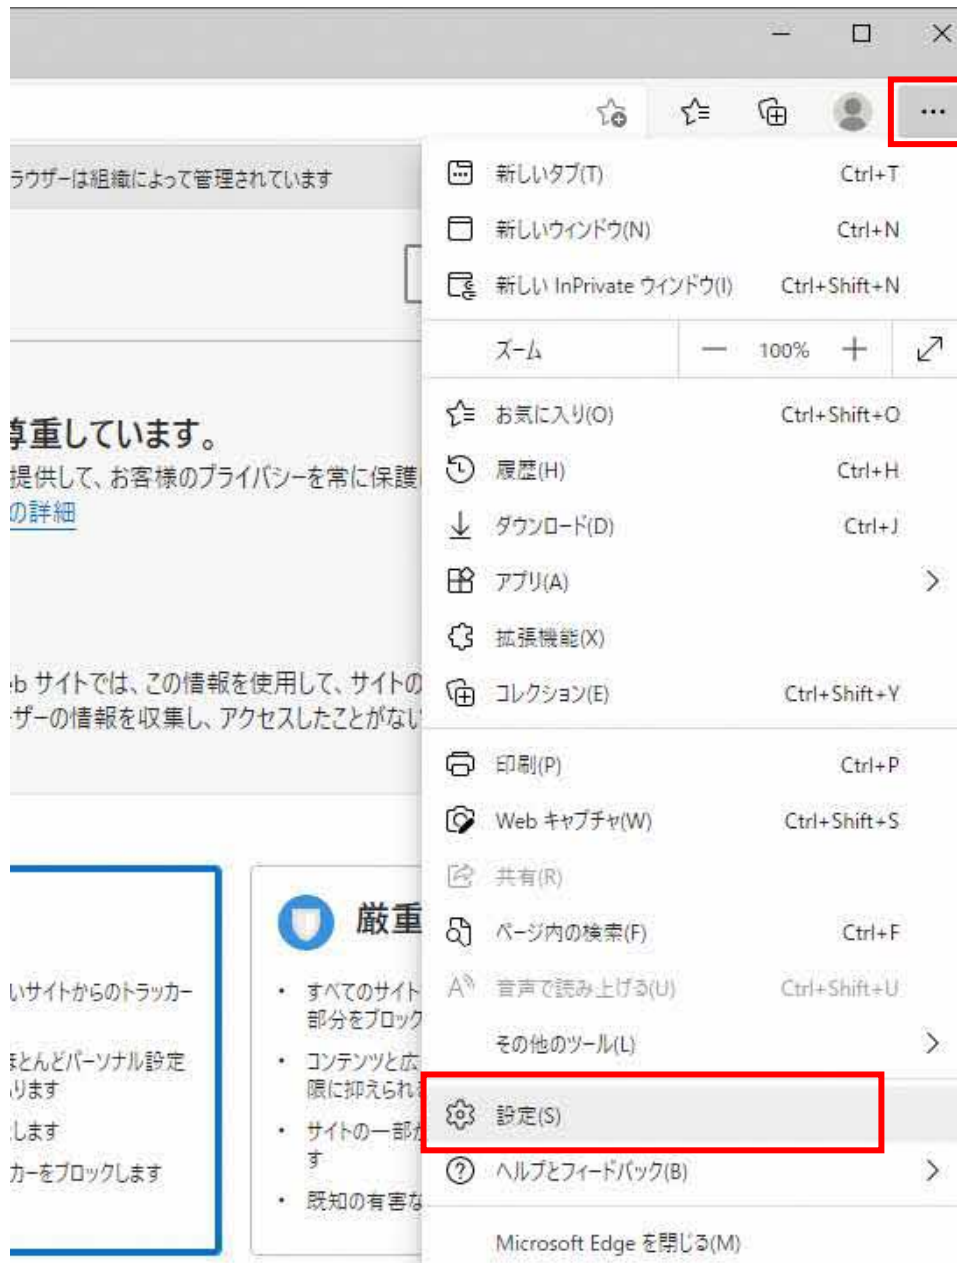 ラウザーは組織によって管理されています
尊重しています。
提供して、お客様のプライバシーを常に保護
の詳細
eb サイトでは、この情報を使用して、サイトの
ーザーの情報を収集し、アクセスしたことがない
いサイトからのトラッカー
ほとんどパーソナル設定
ります
します
カーをブロックします
厳重
• すべてのサイト
部分をブロック
• コンテンツと広
限に抑えられ
• サイトの一部が
す
• 既知の有害な
新しいタブ(T) Ctrl+T
新しいウィンドウ(N) Ctrl+N
新しい InPrivate ウィンドウ(I) Ctrl+Shift+N
ズーム — 100% +
お気に入り(O) Ctrl+Shift+O
履歴(H) Ctrl+H
ダウンロード(D) Ctrl+J
アプリ(A)
拡張機能(X)
コレクション(E) Ctrl+Shift+Y
印刷(P) Ctrl+P
Web キャプチャ(W) Ctrl+Shift+S
共有(R)
ページ内の検索(F) Ctrl+F
音声で読み上げる(U) Ctrl+Shift+U
その他のツール(L)
設定(S)
ヘルプとフィードバック(B)
Microsoft Edge を閉じる(M)